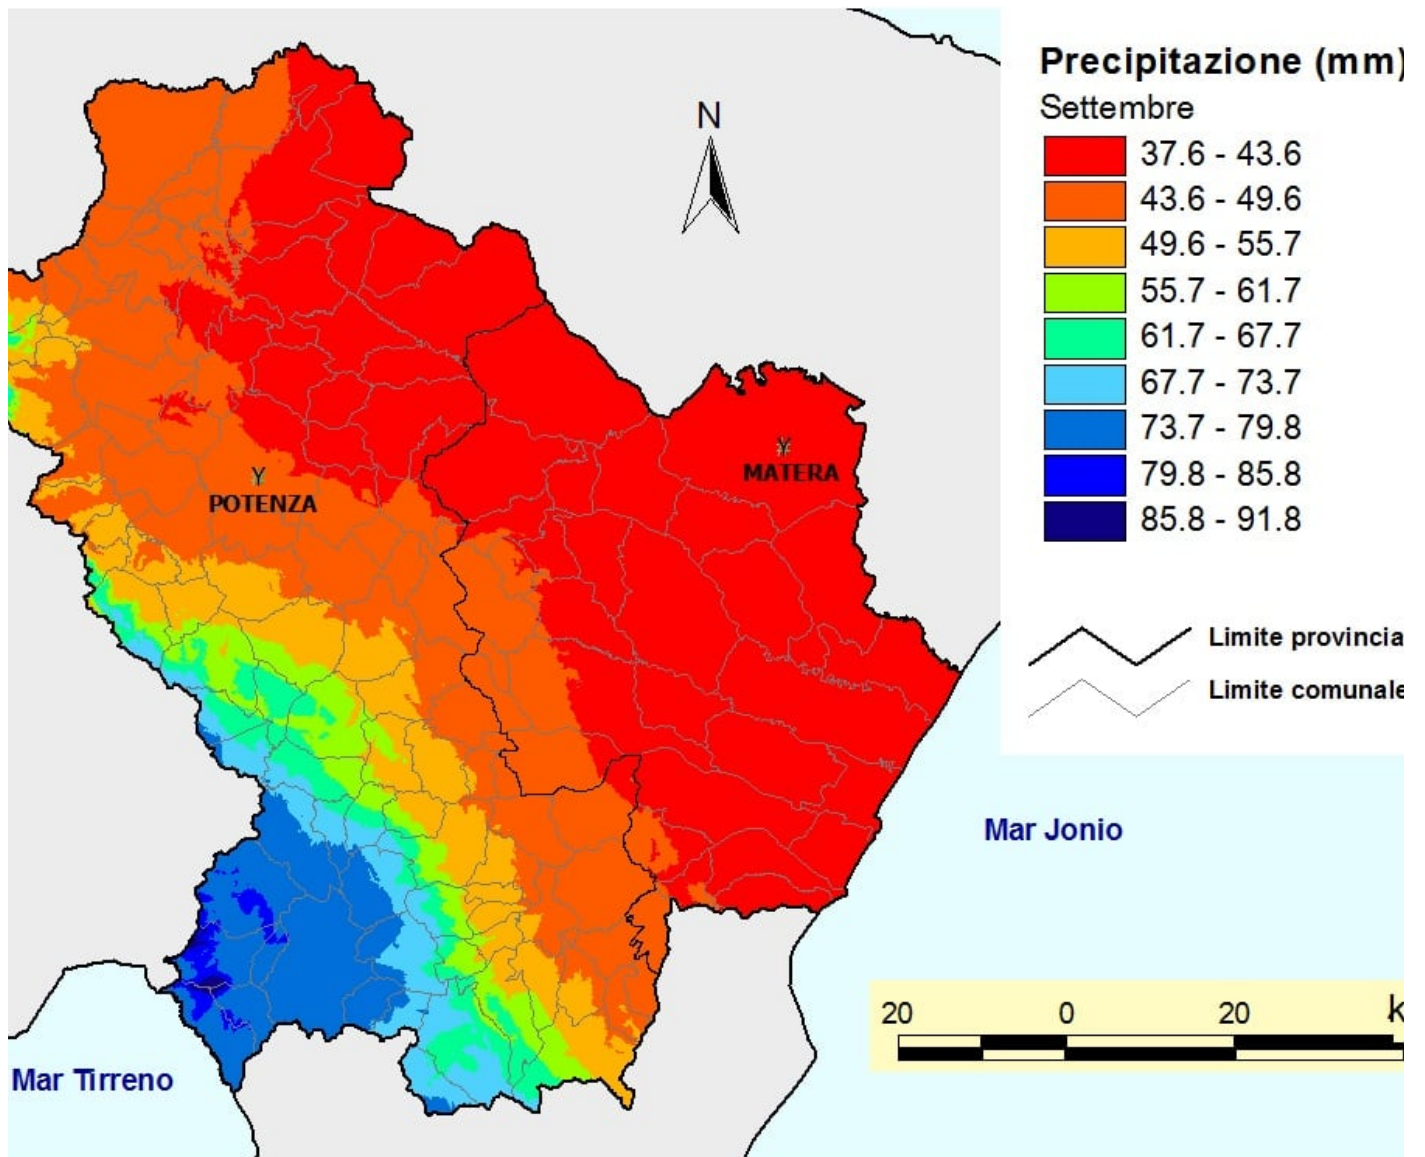 Precipitazione (mm)
Settembre
37.6 - 43.6
43.6 - 49.6
49.6 - 55.7
55.7 - 61.7
61.7 - 67.7
67.7 - 73.7
73.7 - 79.8
79.8 - 85.8
85.8 - 91.8
N
Y
MATERA
Y
POTENZA
Limite provincia
Limite comunale
Mar Jonio
20 0 20 k
Mar Tirreno